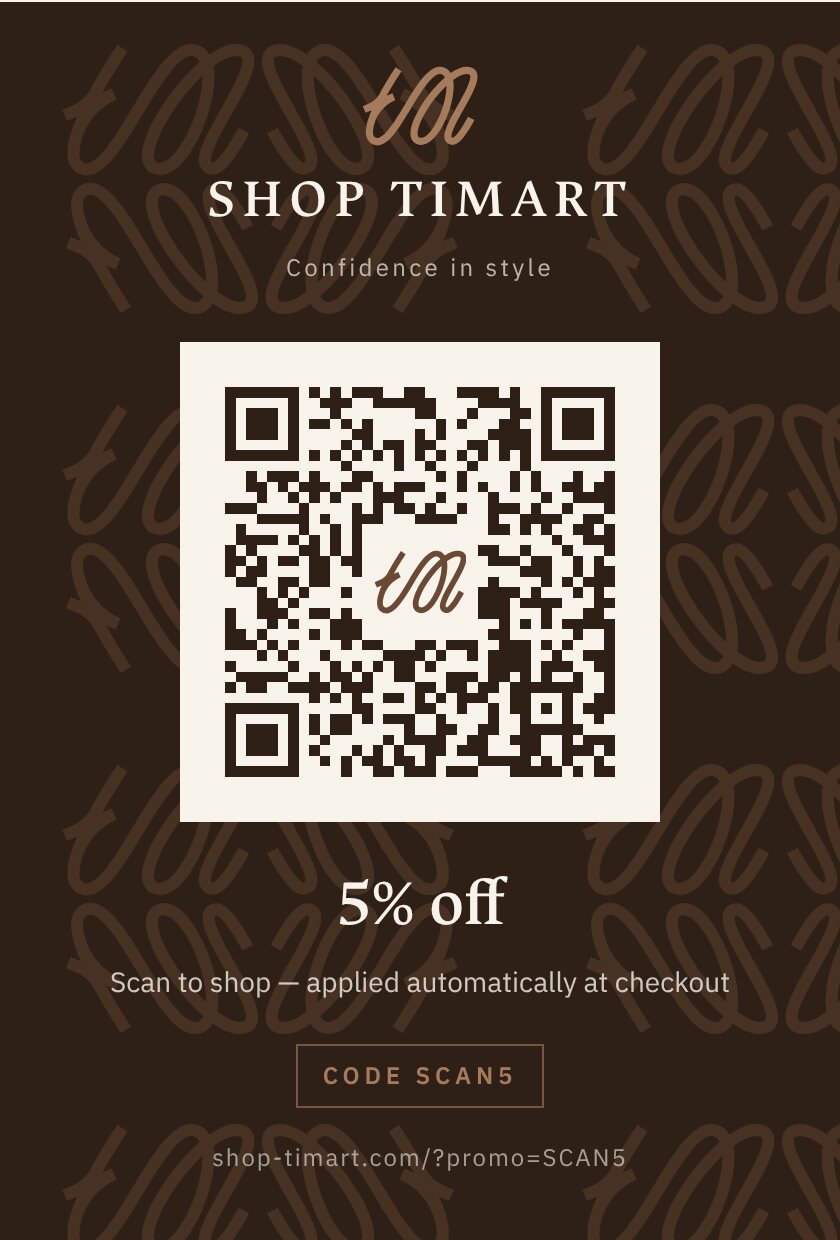 SHOP TIMART
Confidence in style
5% off
Scan to shop — applied automatically at checkout
CODE SCAN5
shop-timart.com/?promo=SCAN5